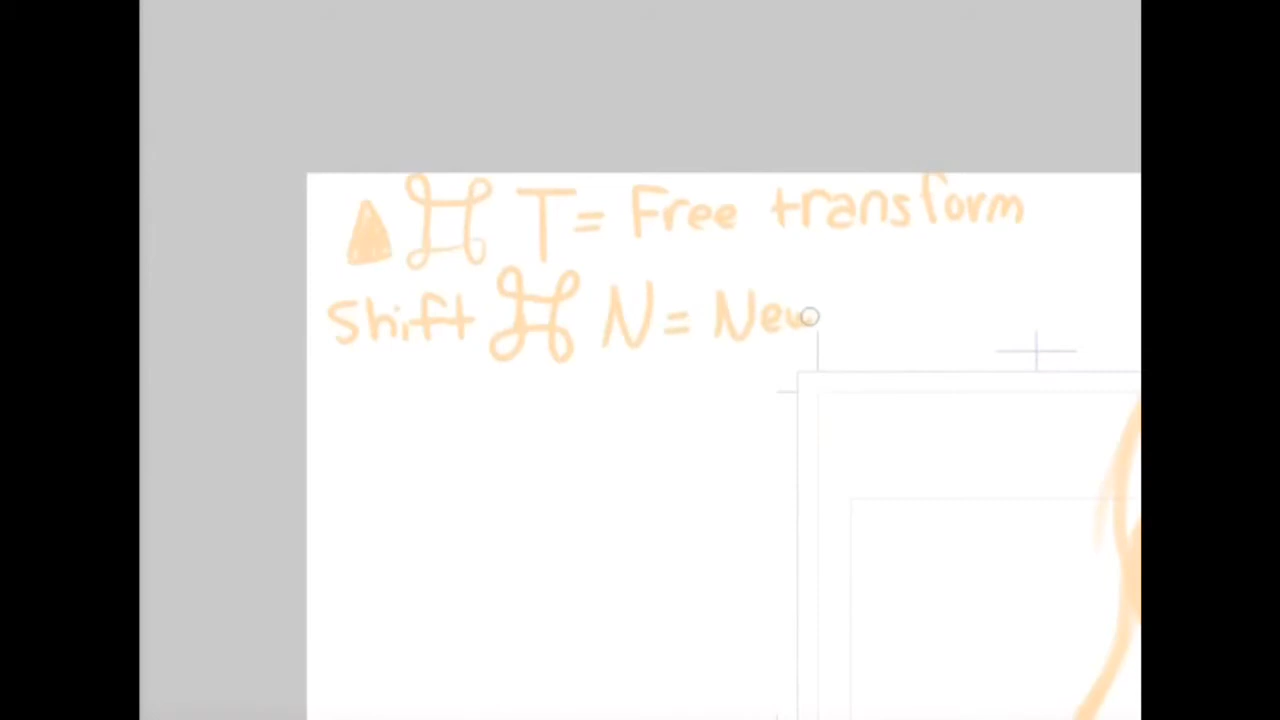 ▲ ⌘ T = Free transform
Shift ⌘ N = New